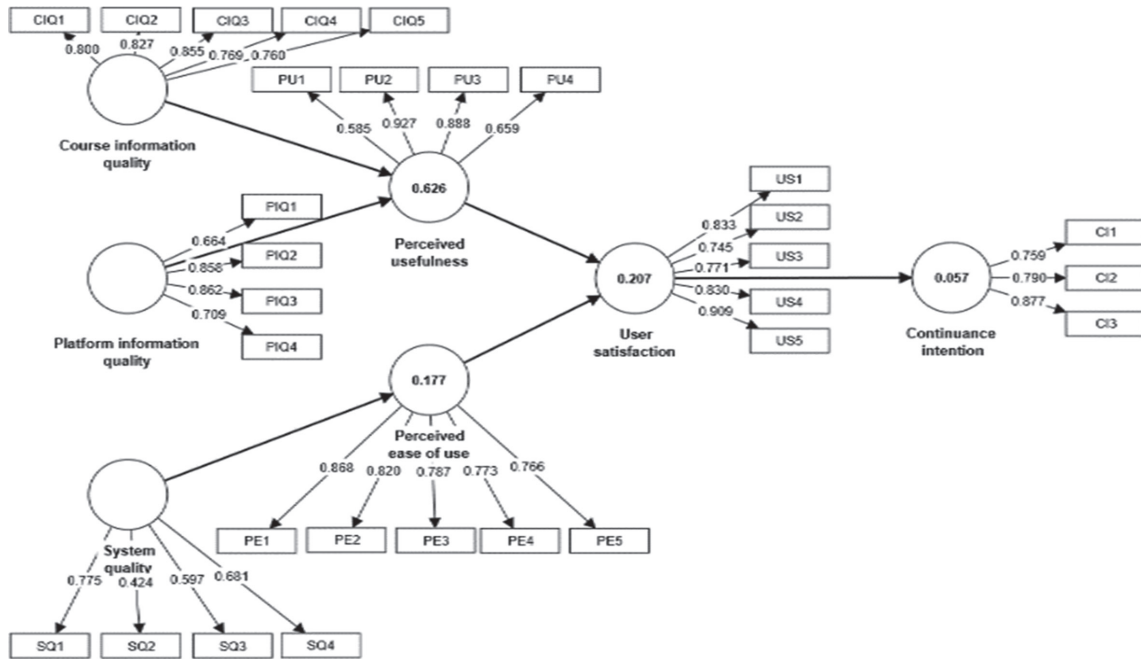 CIQ1
CIQ2
CIQ3
CIQ4
CIQ5
0.800
0.827
0.855
0.769
0.760
Course information
quality
PU1
PU2
PU3
PU4
0.585
0.927
0.888
0.659
0.626
Perceived
usefulness
PIQ1
PIQ2
PIQ3
PIQ4
0.664
0.858
0.862
0.709
Platform information
quality
US1
US2
US3
US4
US5
0.833
0.745
0.771
0.830
0.909
0.207
User
satisfaction
0.057
Continuance
intention
CI1
CI2
CI3
0.759
0.790
0.877
0.177
Perceived
ease of use
0.868
0.820
0.787
0.773
0.766
PE1
PE2
PE3
PE4
PE5
System
quality
0.775
0.424
0.597
0.681
SQ1
SQ2
SQ3
SQ4